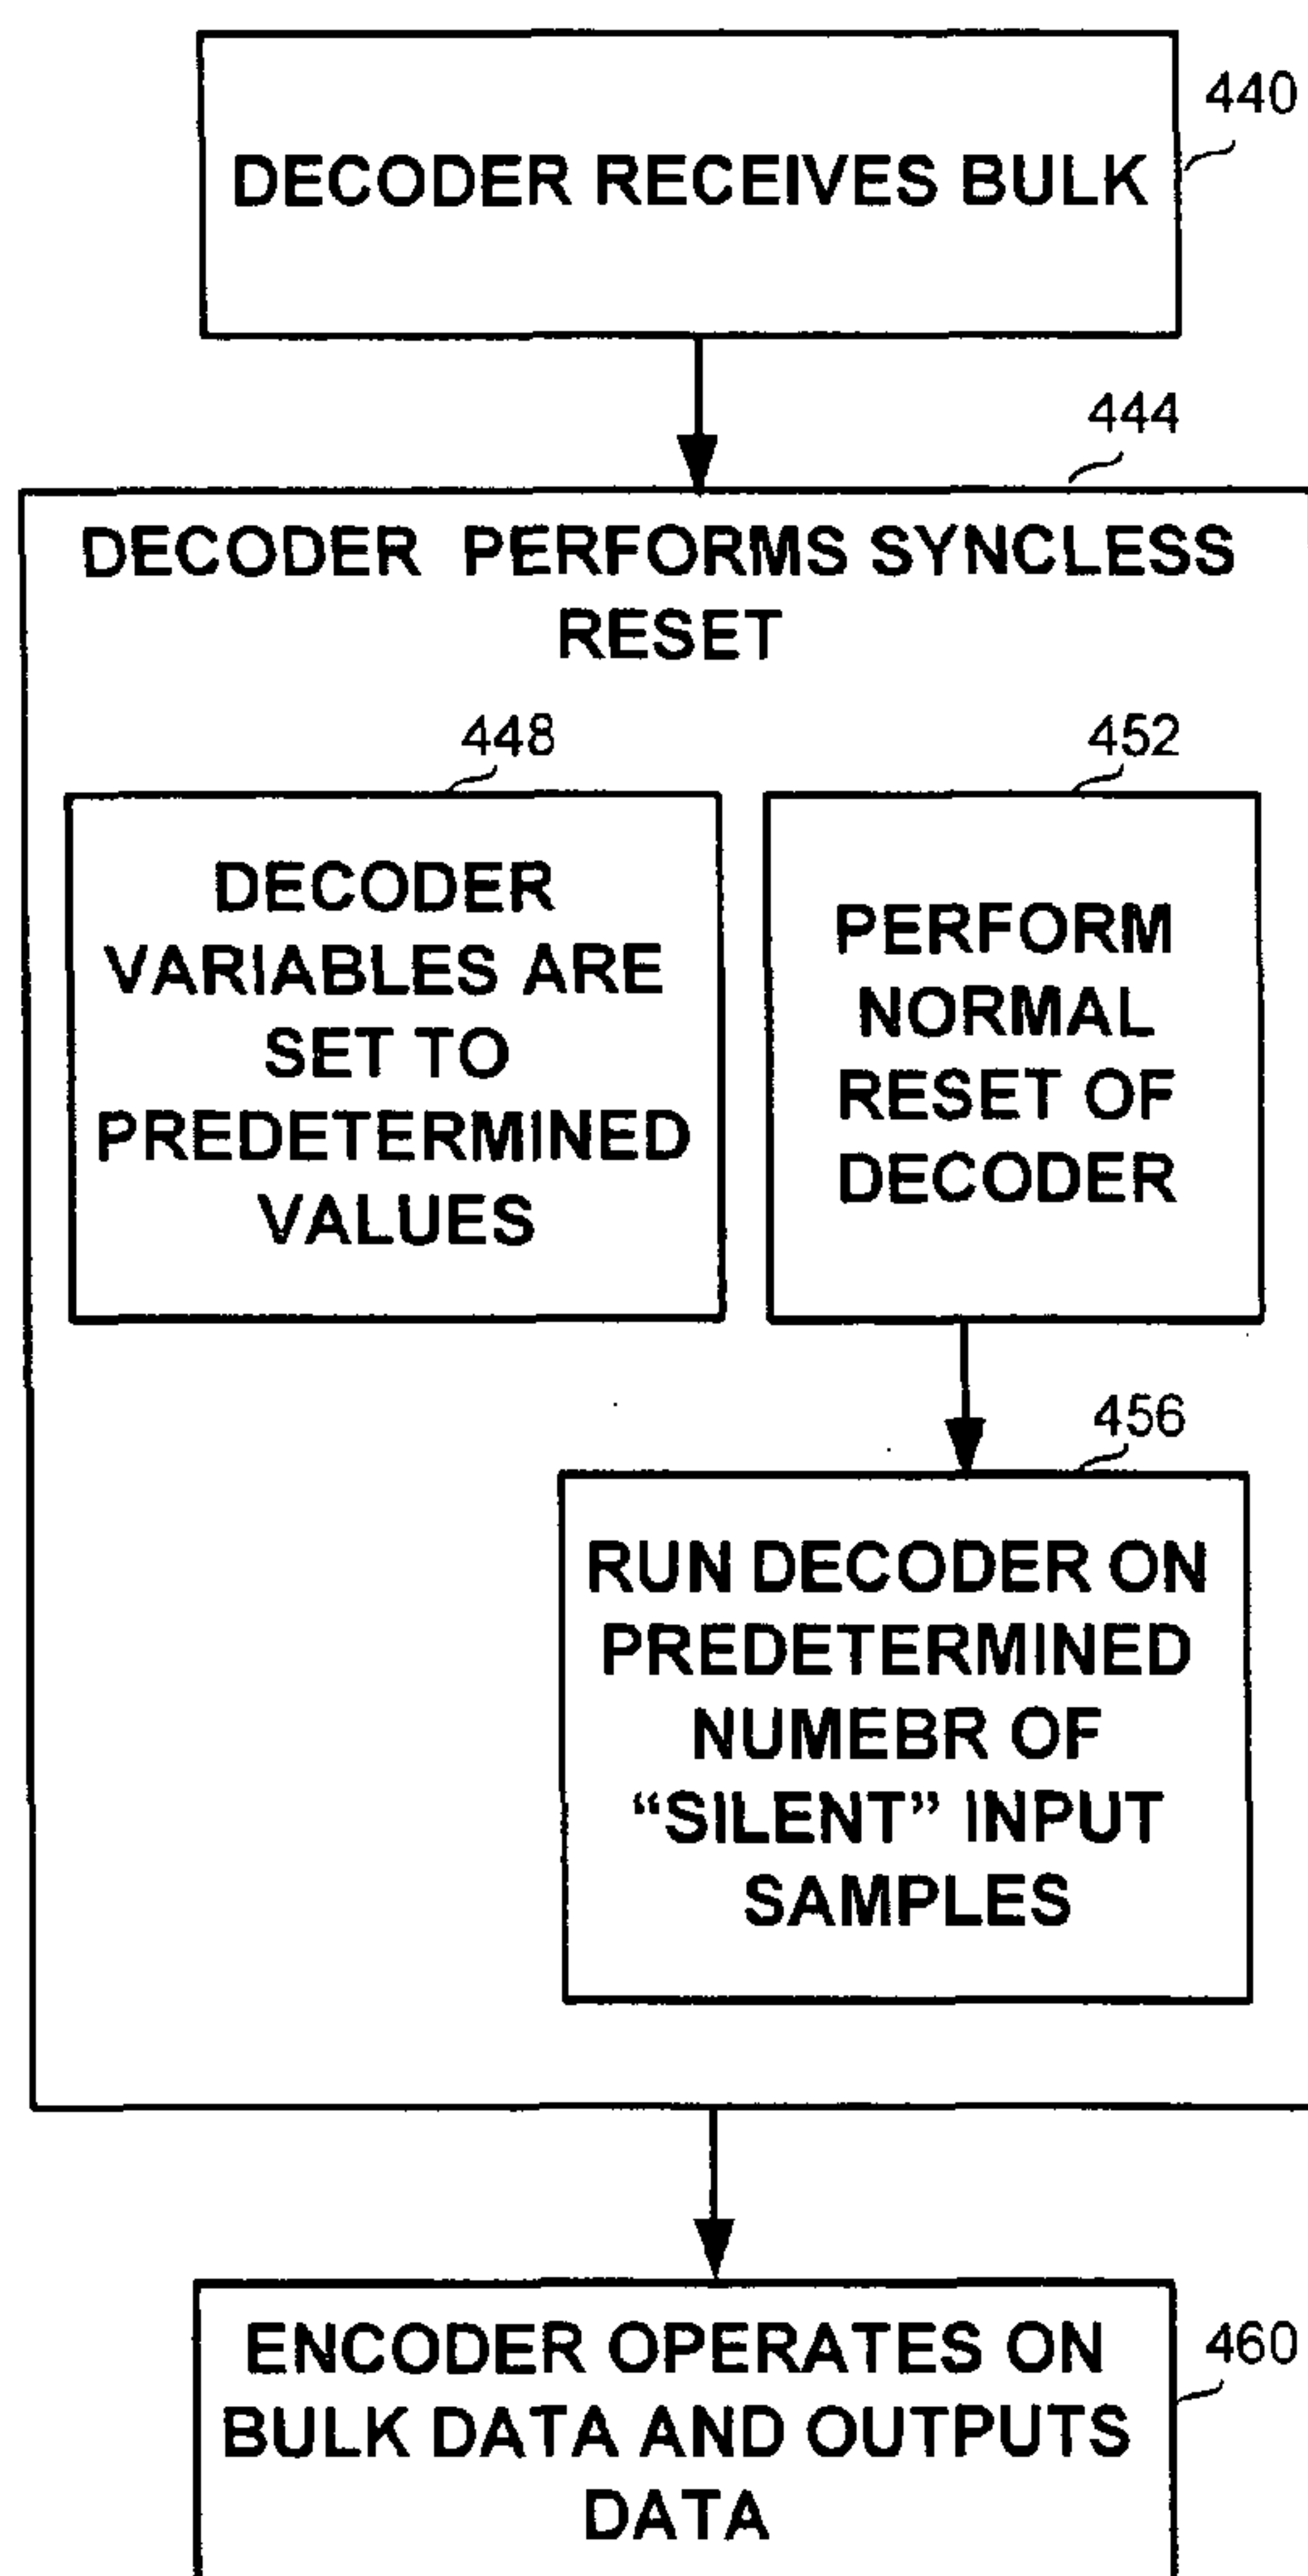 440
DECODER RECEIVES BULK
444
DECODER PERFORMS SYNCLESS
RESET
448
DECODER
VARIABLES ARE
SET TO
PREDETERMINED
VALUES
452
PERFORM
NORMAL
RESET OF
DECODER
456
RUN DECODER ON
PREDETERMINED
NUMEBR OF
“SILENT” INPUT
SAMPLES
460
ENCODER OPERATES ON
BULK DATA AND OUTPUTS
DATA